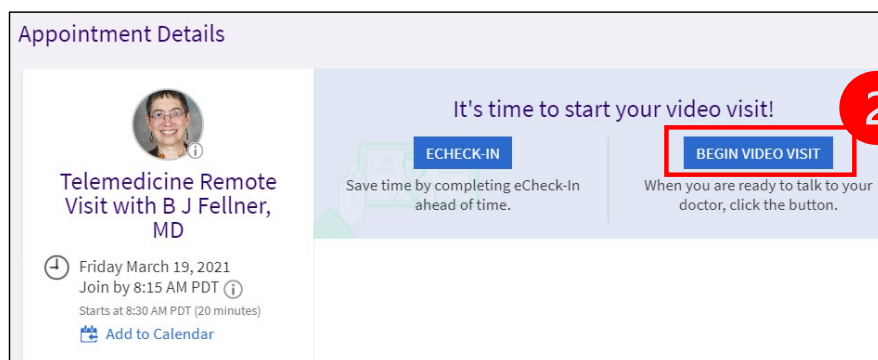 Appointment Details
It's time to start your video visit!
2
ECHECK-IN
BEGIN VIDEO VISIT
Save time by completing eCheck-In
ahead of time.
When you are ready to talk to your
doctor, click the button.
i
Telemedicine Remote
Visit with B J Fellner,
MD
Friday March 19, 2021
Join by 8:15 AM PDT i
Starts at 8:30 AM PDT (20 minutes)
Add to Calendar